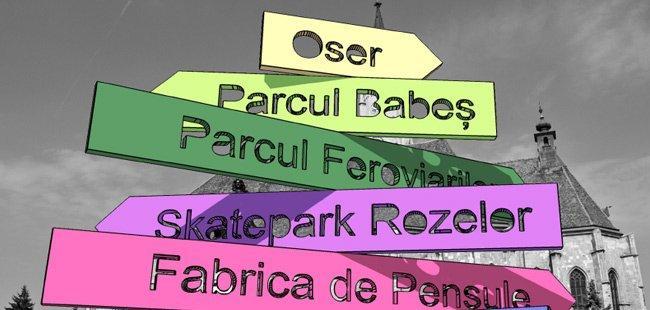 Oser
Parcul Babeș
Parcul Feroviarilor
Skatepark Rozelor
Fabrica de Pensule